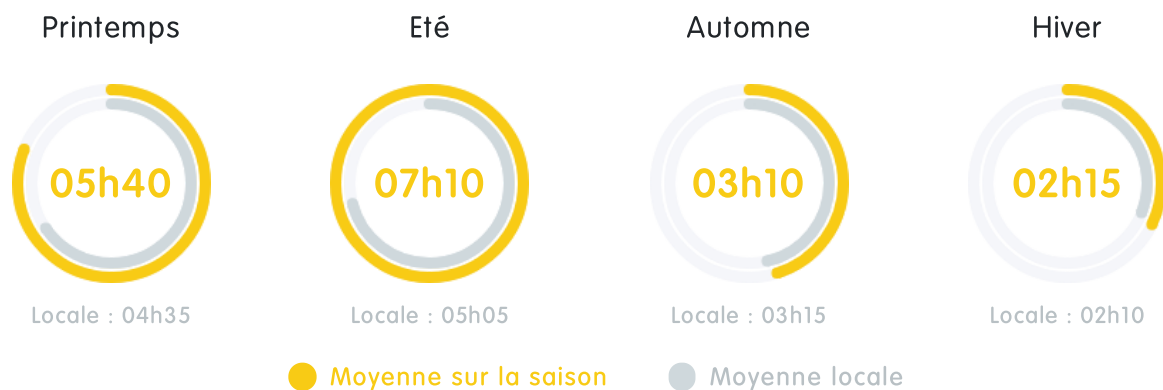 Printemps
Eté
Automne
Hiver
05h40
07h10
03h10
02h15
Locale : 04h35
Locale : 05h05
Locale : 03h15
Locale : 02h10
Moyenne sur la saison
Moyenne locale